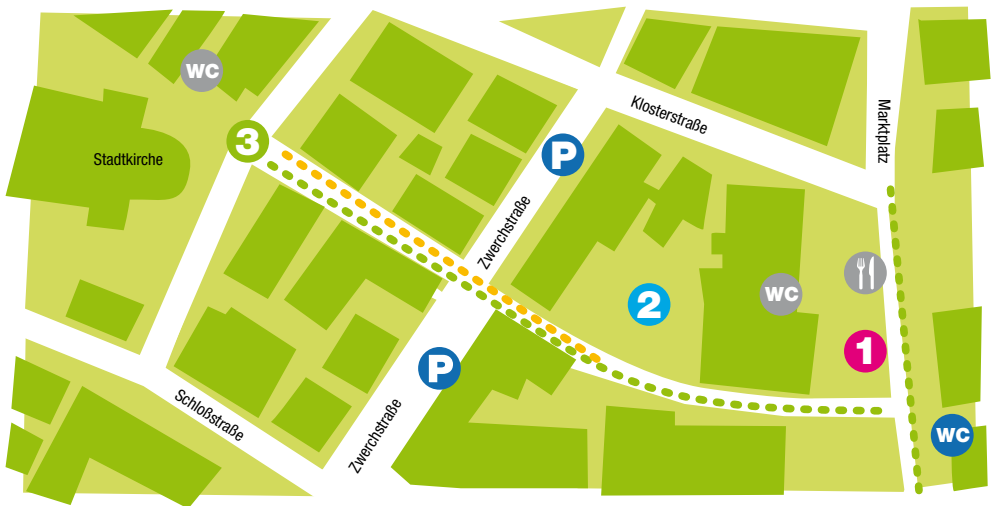 WC
Klosterstraße
Marktplatz
3
P
Stadtkirche
Zwerchstraße
WC
2
1
P
Schloßstraße
Zwerchstraße
WC